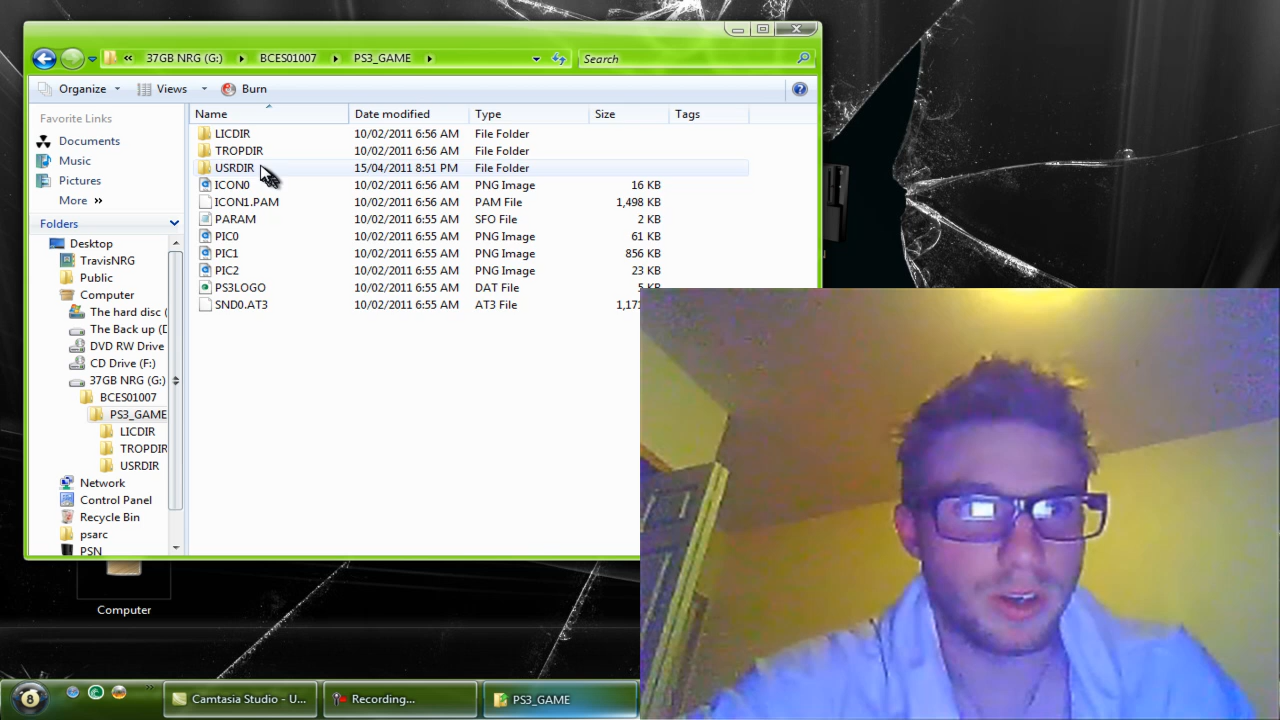 « 37GB NRG (G:) ▸ BCES01007 ▸ PS3_GAME ▸
Search
Organize Views Burn
Favorite Links
Documents
Music
Pictures
More »
Folders
Desktop
TravisNRG
Public
Computer
The hard disc (
The Back up (D
DVD RW Drive
CD Drive (F:)
37GB NRG (G:)
BCES01007
PS3_GAME
LICDIR
TROPDIR
USRDIR
Network
Control Panel
Recycle Bin
psarc
PSN
Name Date modified Type Size Tags
LICDIR 10/02/2011 6:56 AM File Folder
TROPDIR 10/02/2011 6:56 AM File Folder
USRDIR 15/04/2011 8:51 PM File Folder
ICON0 10/02/2011 6:56 AM PNG Image 16 KB
ICON1.PAM 10/02/2011 6:56 AM PAM File 1,498 KB
PARAM 10/02/2011 6:55 AM SFO File 2 KB
PIC0 10/02/2011 6:55 AM PNG Image 61 KB
PIC1 10/02/2011 6:55 AM PNG Image 856 KB
PIC2 10/02/2011 6:55 AM PNG Image 23 KB
PS3LOGO 10/02/2011 6:55 AM DAT File 5 KB
SND0.AT3 10/02/2011 6:55 AM AT3 File
Computer
8
Camtasia Studio - U...
Recording...
PS3_GAME